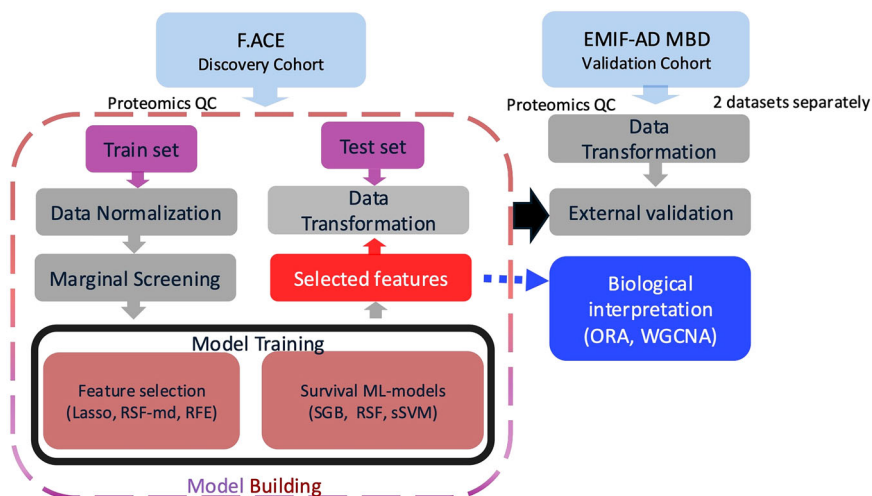 F.ACE
Discovery Cohort
EMIF-AD MBD
Validation Cohort
Proteomics QC
Proteomics QC
2 datasets separately
Train set
Test set
Data
Transformation
Data Normalization
Data
Transformation
External validation
Marginal Screening
Selected features
Biological
interpretation
(ORA, WGCNA)
Model Training
Feature selection
(Lasso, RSF-md, RFE)
Survival ML-models
(SGB, RSF, sSVM)
Model Building